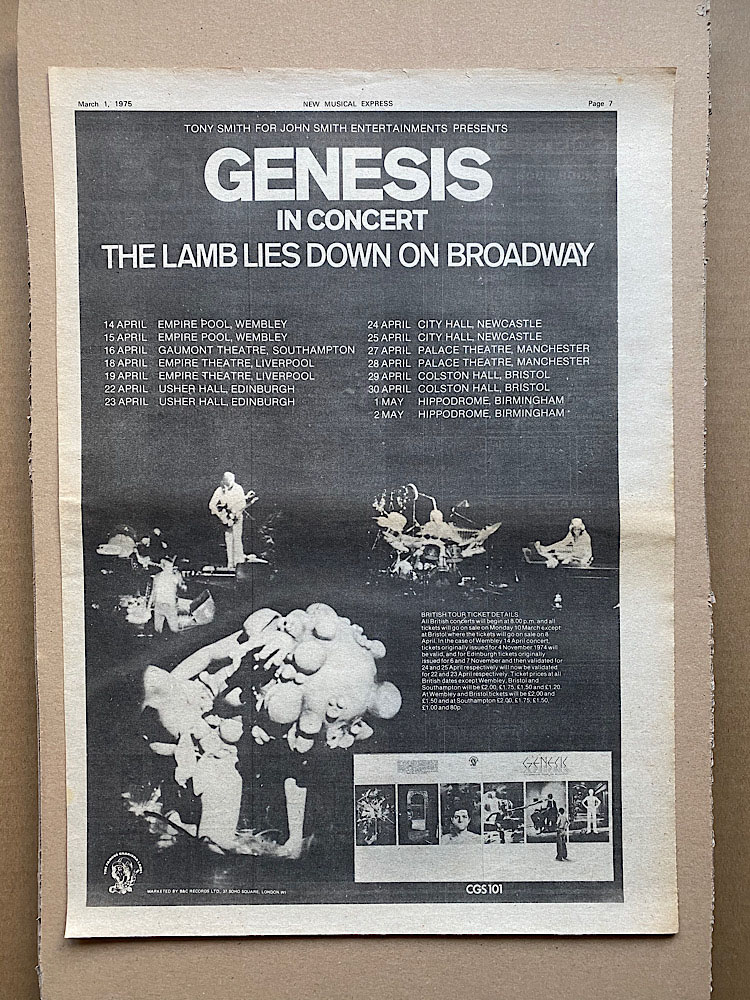 March 1, 1975
NEW MUSICAL EXPRESS
Page 7
TONY SMITH FOR JOHN SMITH ENTERTAINMENTS PRESENTS
GENESIS
IN CONCERT
THE LAMB LIES DOWN ON BROADWAY
14 APRIL EMPIRE POOL, WEMBLEY
15 APRIL EMPIRE POOL, WEMBLEY
16 APRIL GAUMONT THEATRE, SOUTHAMPTON
18 APRIL EMPIRE THEATRE, LIVERPOOL
19 APRIL EMPIRE THEATRE, LIVERPOOL
22 APRIL USHER HALL, EDINBURGH
23 APRIL USHER HALL, EDINBURGH
24 APRIL CITY HALL, NEWCASTLE
25 APRIL CITY HALL, NEWCASTLE
27 APRIL PALACE THEATRE, MANCHESTER
28 APRIL PALACE THEATRE, MANCHESTER
29 APRIL COLSTON HALL, BRISTOL
30 APRIL COLSTON HALL, BRISTOL
1 MAY HIPPODROME, BIRMINGHAM
2 MAY HIPPODROME, BIRMINGHAM
BRITISH TOUR TICKET DETAILS
All British concerts will begin at 8.00 p.m. and all
tickets will go on sale on Monday 10 March except
at Bristol where the tickets will go on sale on 8
April. In the case of Wembley 14 April concert,
tickets originally issued for 4 November 1974 will
be valid, and for Edinburgh tickets originally
issued for 6 and 7 November and then validated for
24 and 25 April respectively will now be validated
for 22 and 23 April respectively. Ticket prices at all
British dates except Wembley, Bristol and
Southampton will be £2.00, £1.75, £1.50 and £1.20
At Wembley and Bristol tickets will be £2.00 and
£1.50 and at Southampton £2.00, £1.75, £1.50,
£1.00 and 80p.
GENESIS
MARKETED BY B&C RECORDS LTD., 37 SOHO SQUARE, LONDON W1
CGS 101